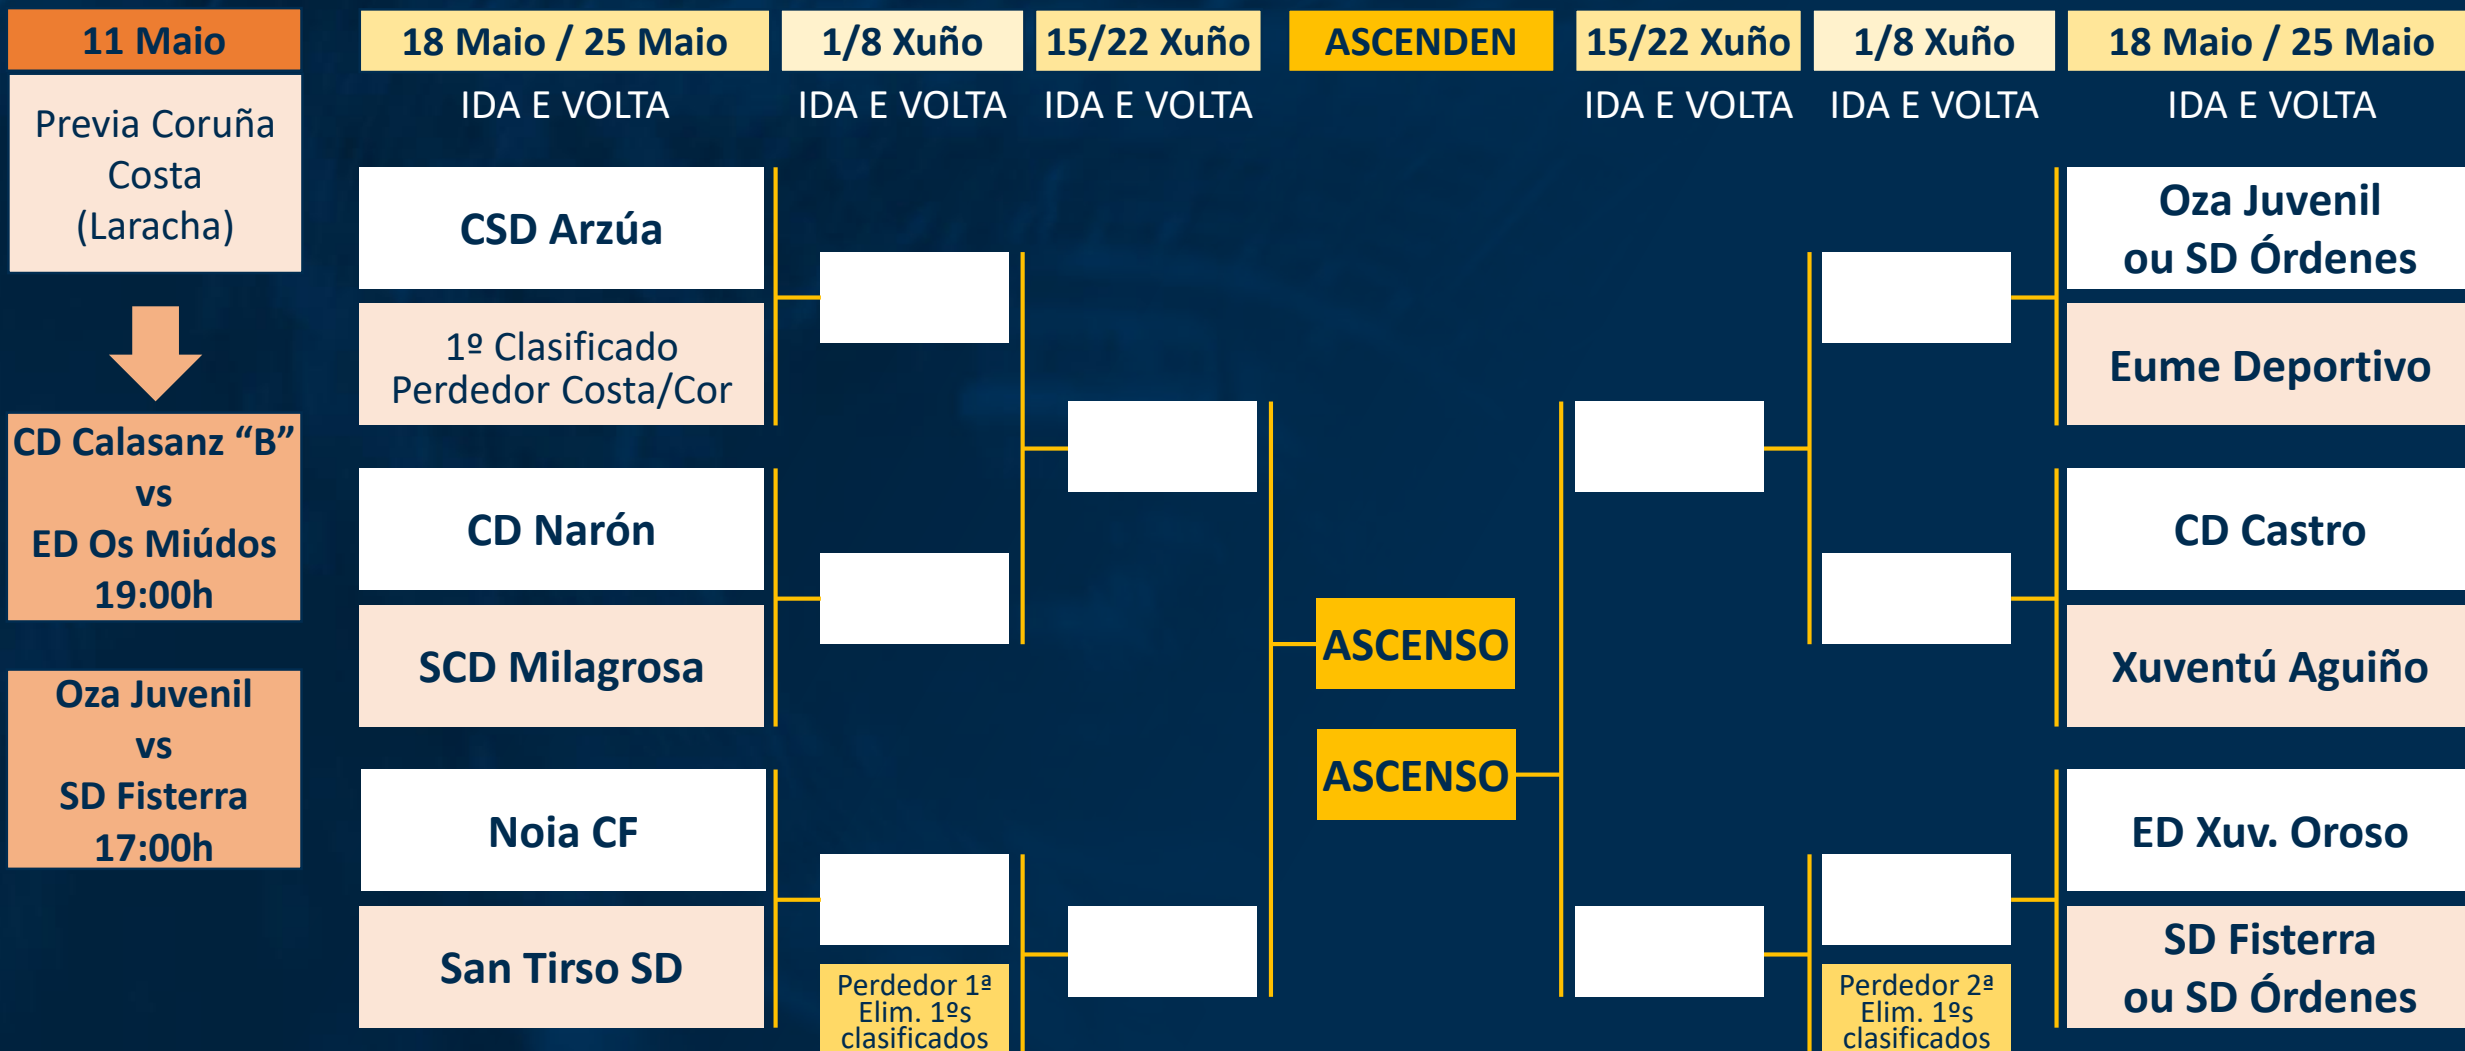 11 Maio
18 Maio / 25 Maio
1/8 Xuño
15/22 Xuño
ASCENDEN
15/22 Xuño
1/8 Xuño
18 Maio / 25 Maio
IDA E VOLTA
IDA E VOLTA
IDA E VOLTA
IDA E VOLTA
IDA E VOLTA
IDA E VOLTA
Previa Coruña
Costa
(Laracha)
CD Calasanz “B”
vs
ED Os Miúdos
19:00h
Oza Juvenil
vs
SD Fisterra
17:00h
CSD Arzúa
1º Clasificado
Perdedor Costa/Cor
CD Narón
SCD Milagrosa
Noia CF
San Tirso SD
Perdedor 1ª
Elim. 1ºs
clasificados
ASCENSO
ASCENSO
Oza Juvenil
ou SD Órdenes
Eume Deportivo
CD Castro
Xuventú Aguiño
ED Xuv. Oroso
SD Fisterra
ou SD Órdenes
Perdedor 2ª
Elim. 1ºs
clasificados